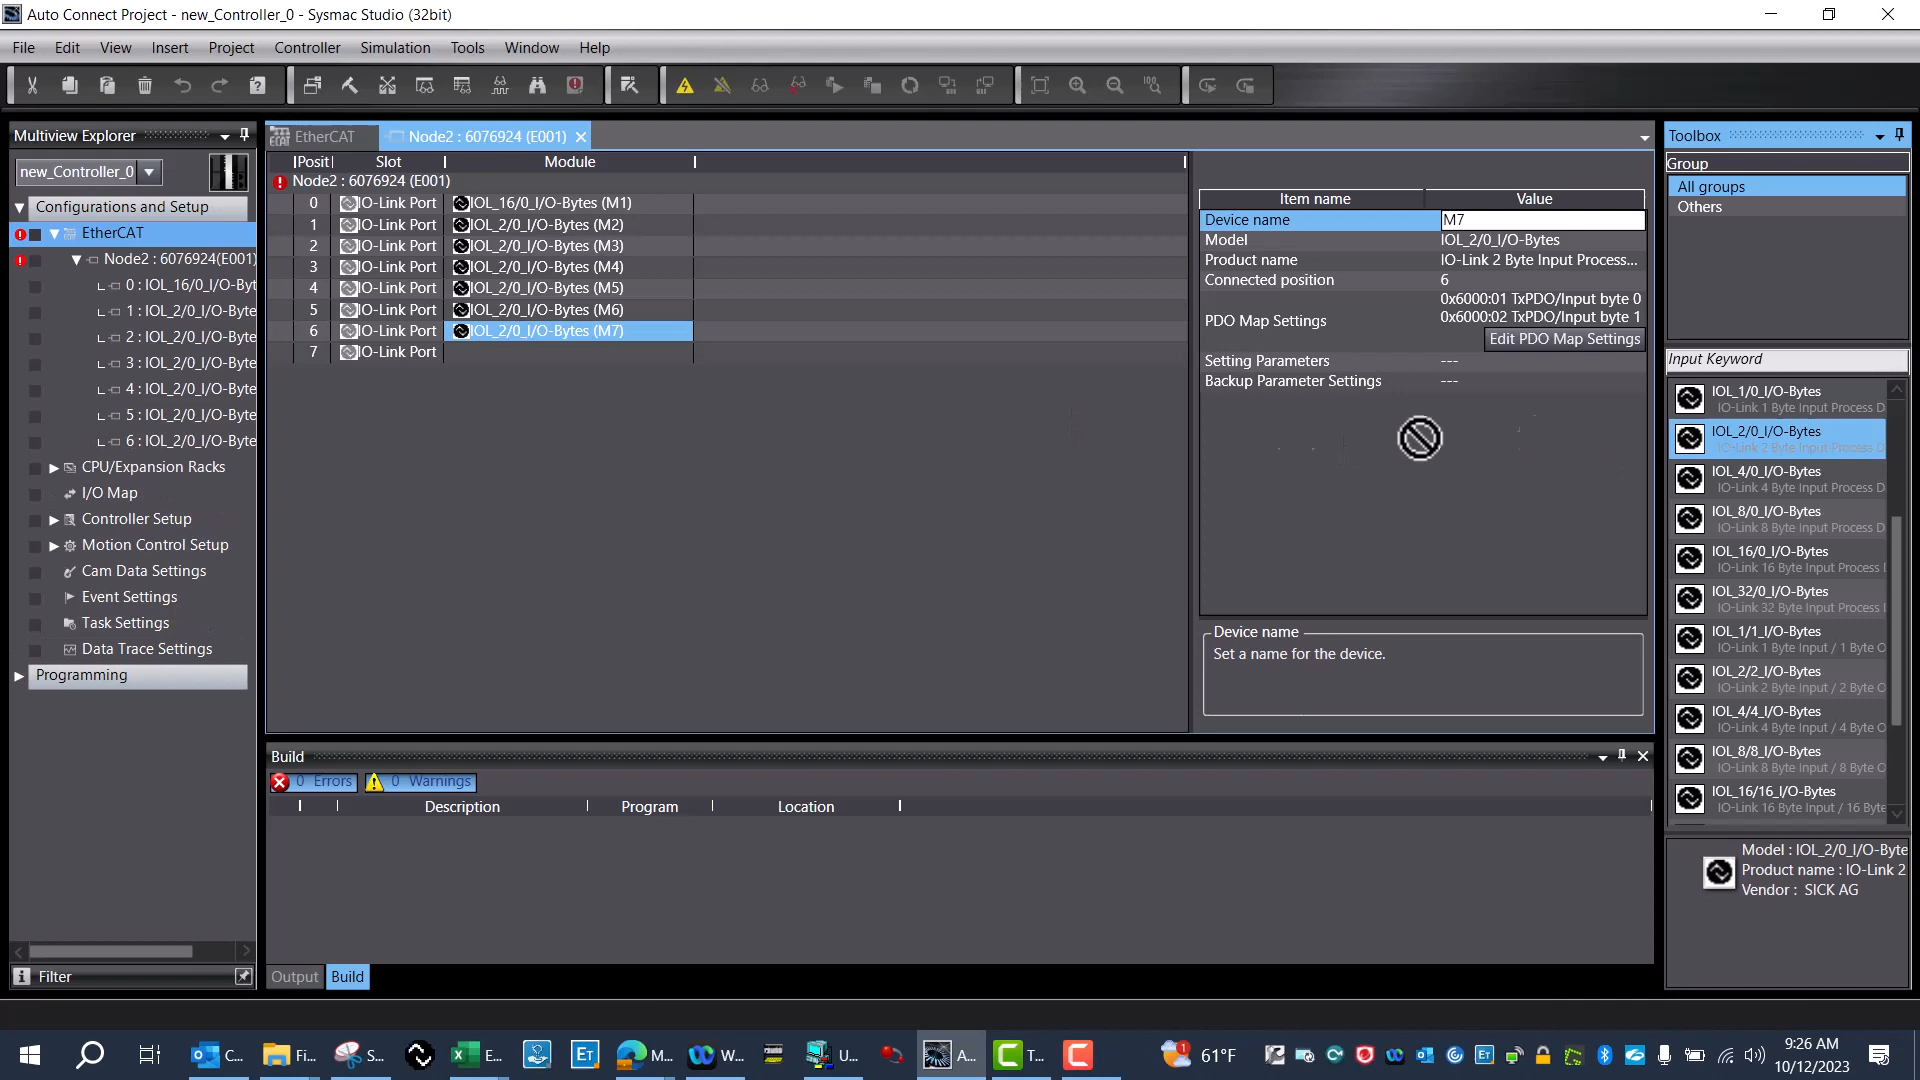 Auto Connect Project - new_Controller_0 - Sysmac Studio (32bit)
File Edit View Insert Project Controller Simulation Tools Window Help
Multiview Explorer
new_Controller_0
Configurations and Setup
EtherCAT
Node2 : 6076924(E001)
0 : IOL_16/0_I/O-Byt
1 : IOL_2/0_I/O-Byte
2 : IOL_2/0_I/O-Byte
3 : IOL_2/0_I/O-Byte
4 : IOL_2/0_I/O-Byte
5 : IOL_2/0_I/O-Byte
6 : IOL_2/0_I/O-Byte
CPU/Expansion Racks
I/O Map
Controller Setup
Motion Control Setup
Cam Data Settings
Event Settings
Task Settings
Data Trace Settings
Programming
Filter
EtherCAT Node2 : 6076924 (E001)
Posit Slot Module
Node2 : 6076924 (E001)
0 IO-Link Port IOL_16/0_I/O-Bytes (M1)
1 IO-Link Port IOL_2/0_I/O-Bytes (M2)
2 IO-Link Port IOL_2/0_I/O-Bytes (M3)
3 IO-Link Port IOL_2/0_I/O-Bytes (M4)
4 IO-Link Port IOL_2/0_I/O-Bytes (M5)
5 IO-Link Port IOL_2/0_I/O-Bytes (M6)
6 IO-Link Port IOL_2/0_I/O-Bytes (M7)
7 IO-Link Port
Item name Value
Device name M7
Model IOL_2/0_I/O-Bytes
Product name IO-Link 2 Byte Input Process...
Connected position 6
PDO Map Settings 0x6000:01 TxPDO/Input byte 0
0x6000:02 TxPDO/Input byte 1
Edit PDO Map Settings
Setting Parameters ---
Backup Parameter Settings ---
Device name
Set a name for the device.
Build
0 Errors 0 Warnings
Description Program Location
Output Build
Toolbox
Group
All groups
Others
Input Keyword
IOL_1/0_I/O-Bytes
IO-Link 1 Byte Input Process D
IOL_2/0_I/O-Bytes
IO-Link 2 Byte Input Process D
IOL_4/0_I/O-Bytes
IO-Link 4 Byte Input Process D
IOL_8/0_I/O-Bytes
IO-Link 8 Byte Input Process D
IOL_16/0_I/O-Bytes
IO-Link 16 Byte Input Process
IOL_32/0_I/O-Bytes
IO-Link 32 Byte Input Process
IOL_1/1_I/O-Bytes
IO-Link 1 Byte Input / 1 Byte O
IOL_2/2_I/O-Bytes
IO-Link 2 Byte Input / 2 Byte O
IOL_4/4_I/O-Bytes
IO-Link 4 Byte Input / 4 Byte O
IOL_8/8_I/O-Bytes
IO-Link 8 Byte Input / 8 Byte O
IOL_16/16_I/O-Bytes
IO-Link 16 Byte Input / 16 Byte
Model : IOL_2/0_I/O-Byte
Product name : IO-Link 2
Vendor : SICK AG
C... Fi... S... E... ET M... W... U... A... T...
1 61°F ET
9:26 AM
10/12/2023